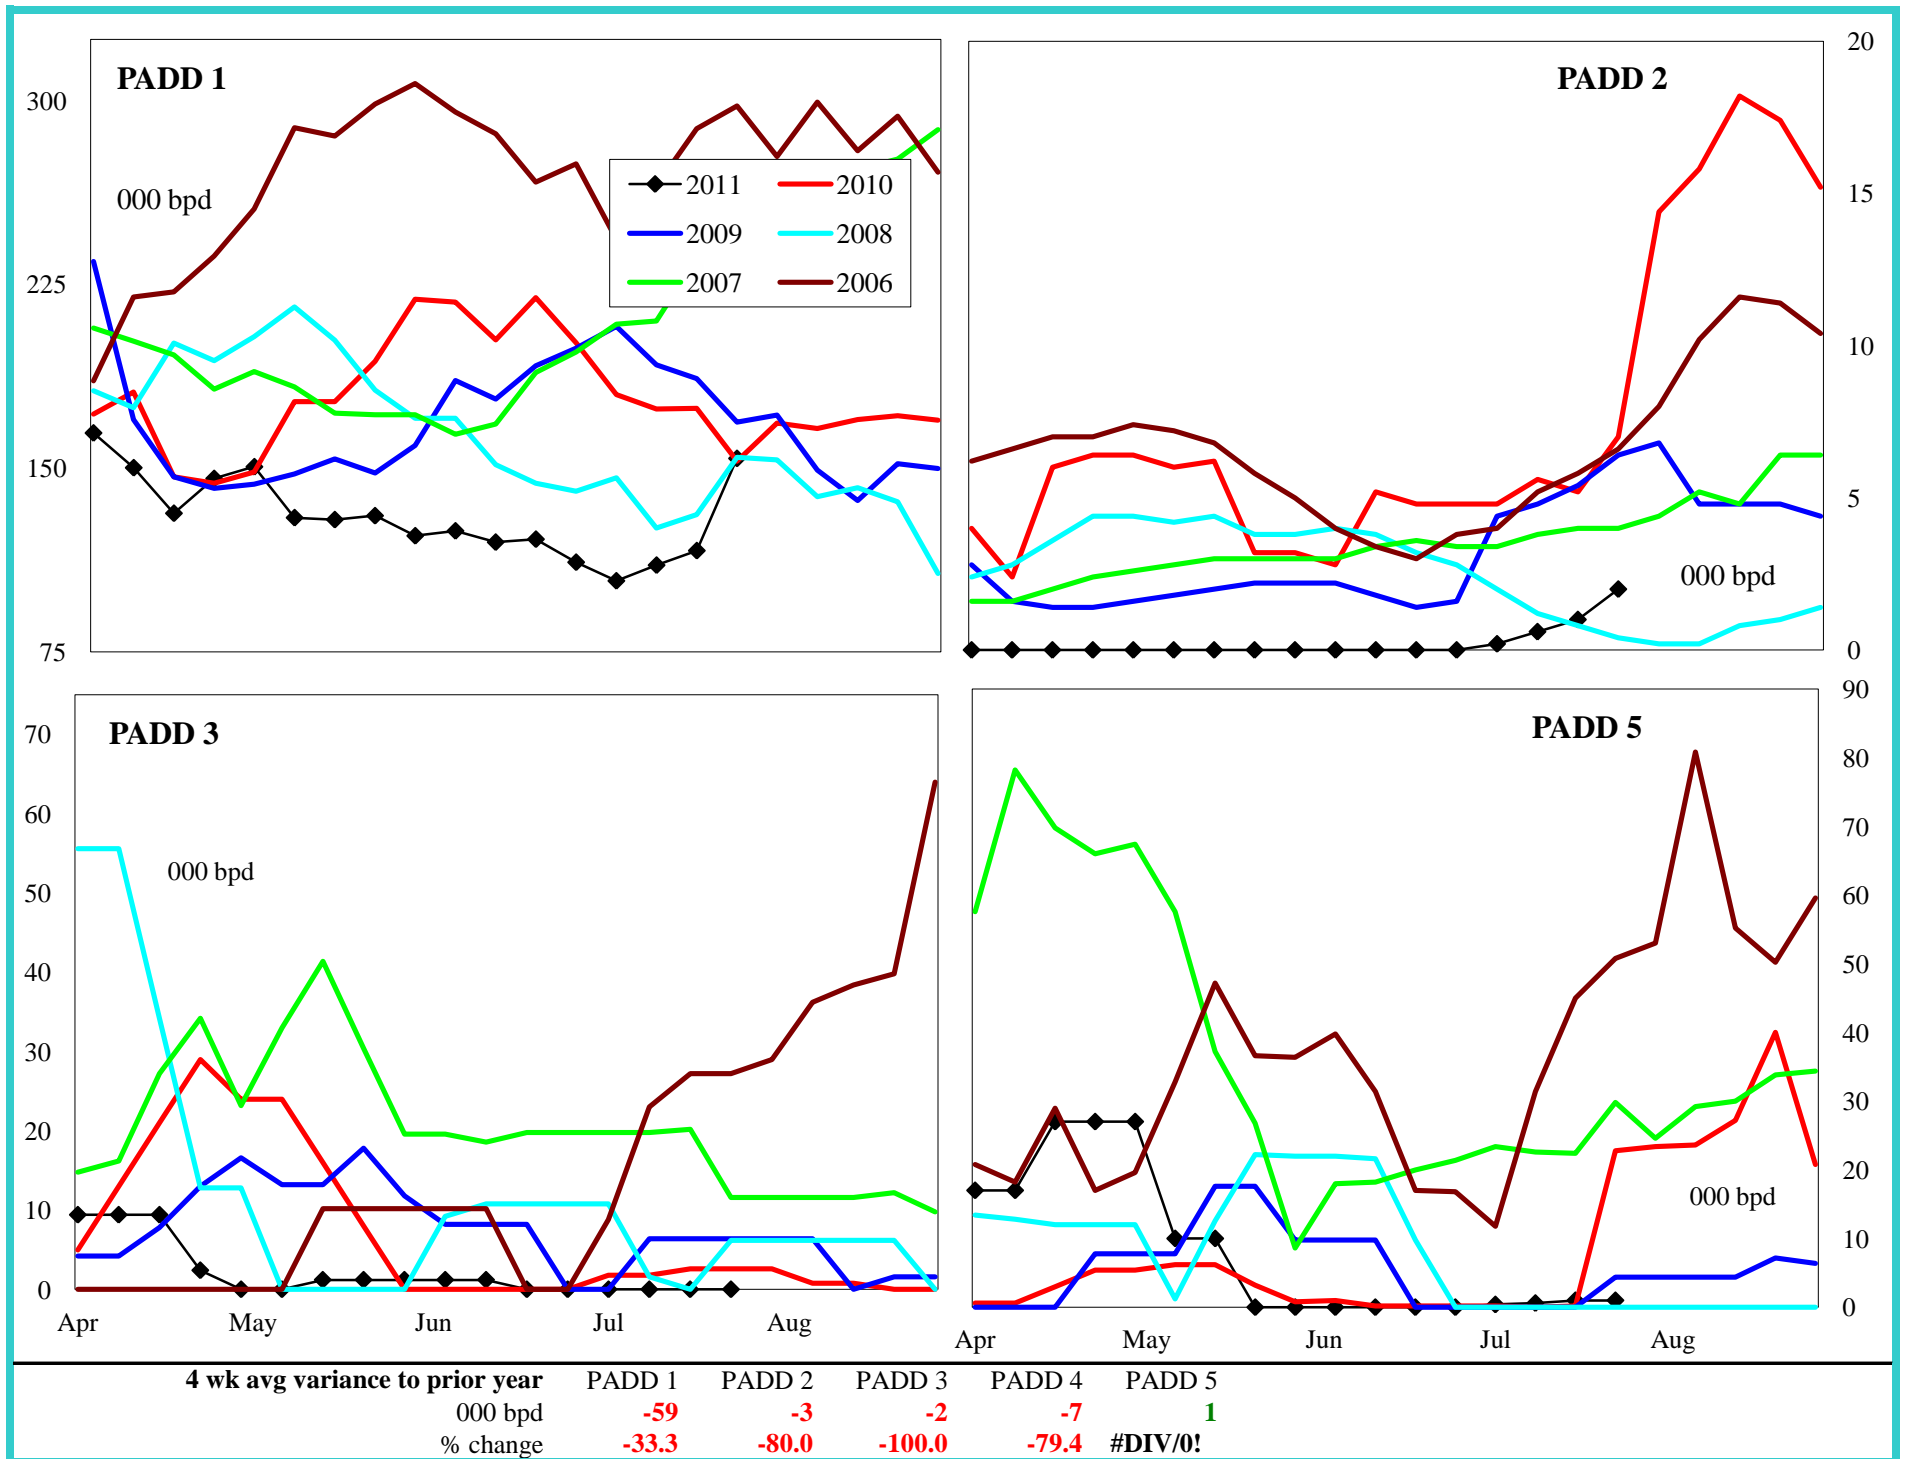 PADD 1
000 bpd
300
225
150
75
2011 2010
2009 2008
2007 2006
PADD 2
000 bpd
20
15
10
5
0
PADD 3
000 bpd
70
60
50
40
30
20
10
0
Apr May Jun Jul Aug
PADD 5
000 bpd
90
80
70
60
50
40
30
20
10
0
Apr May Jun Jul Aug
4 wk avg variance to prior year PADD 1 PADD 2 PADD 3 PADD 4 PADD 5
000 bpd -59 -3 -2 -7 1
% change -33.3 -80.0 -100.0 -79.4 #DIV/0!